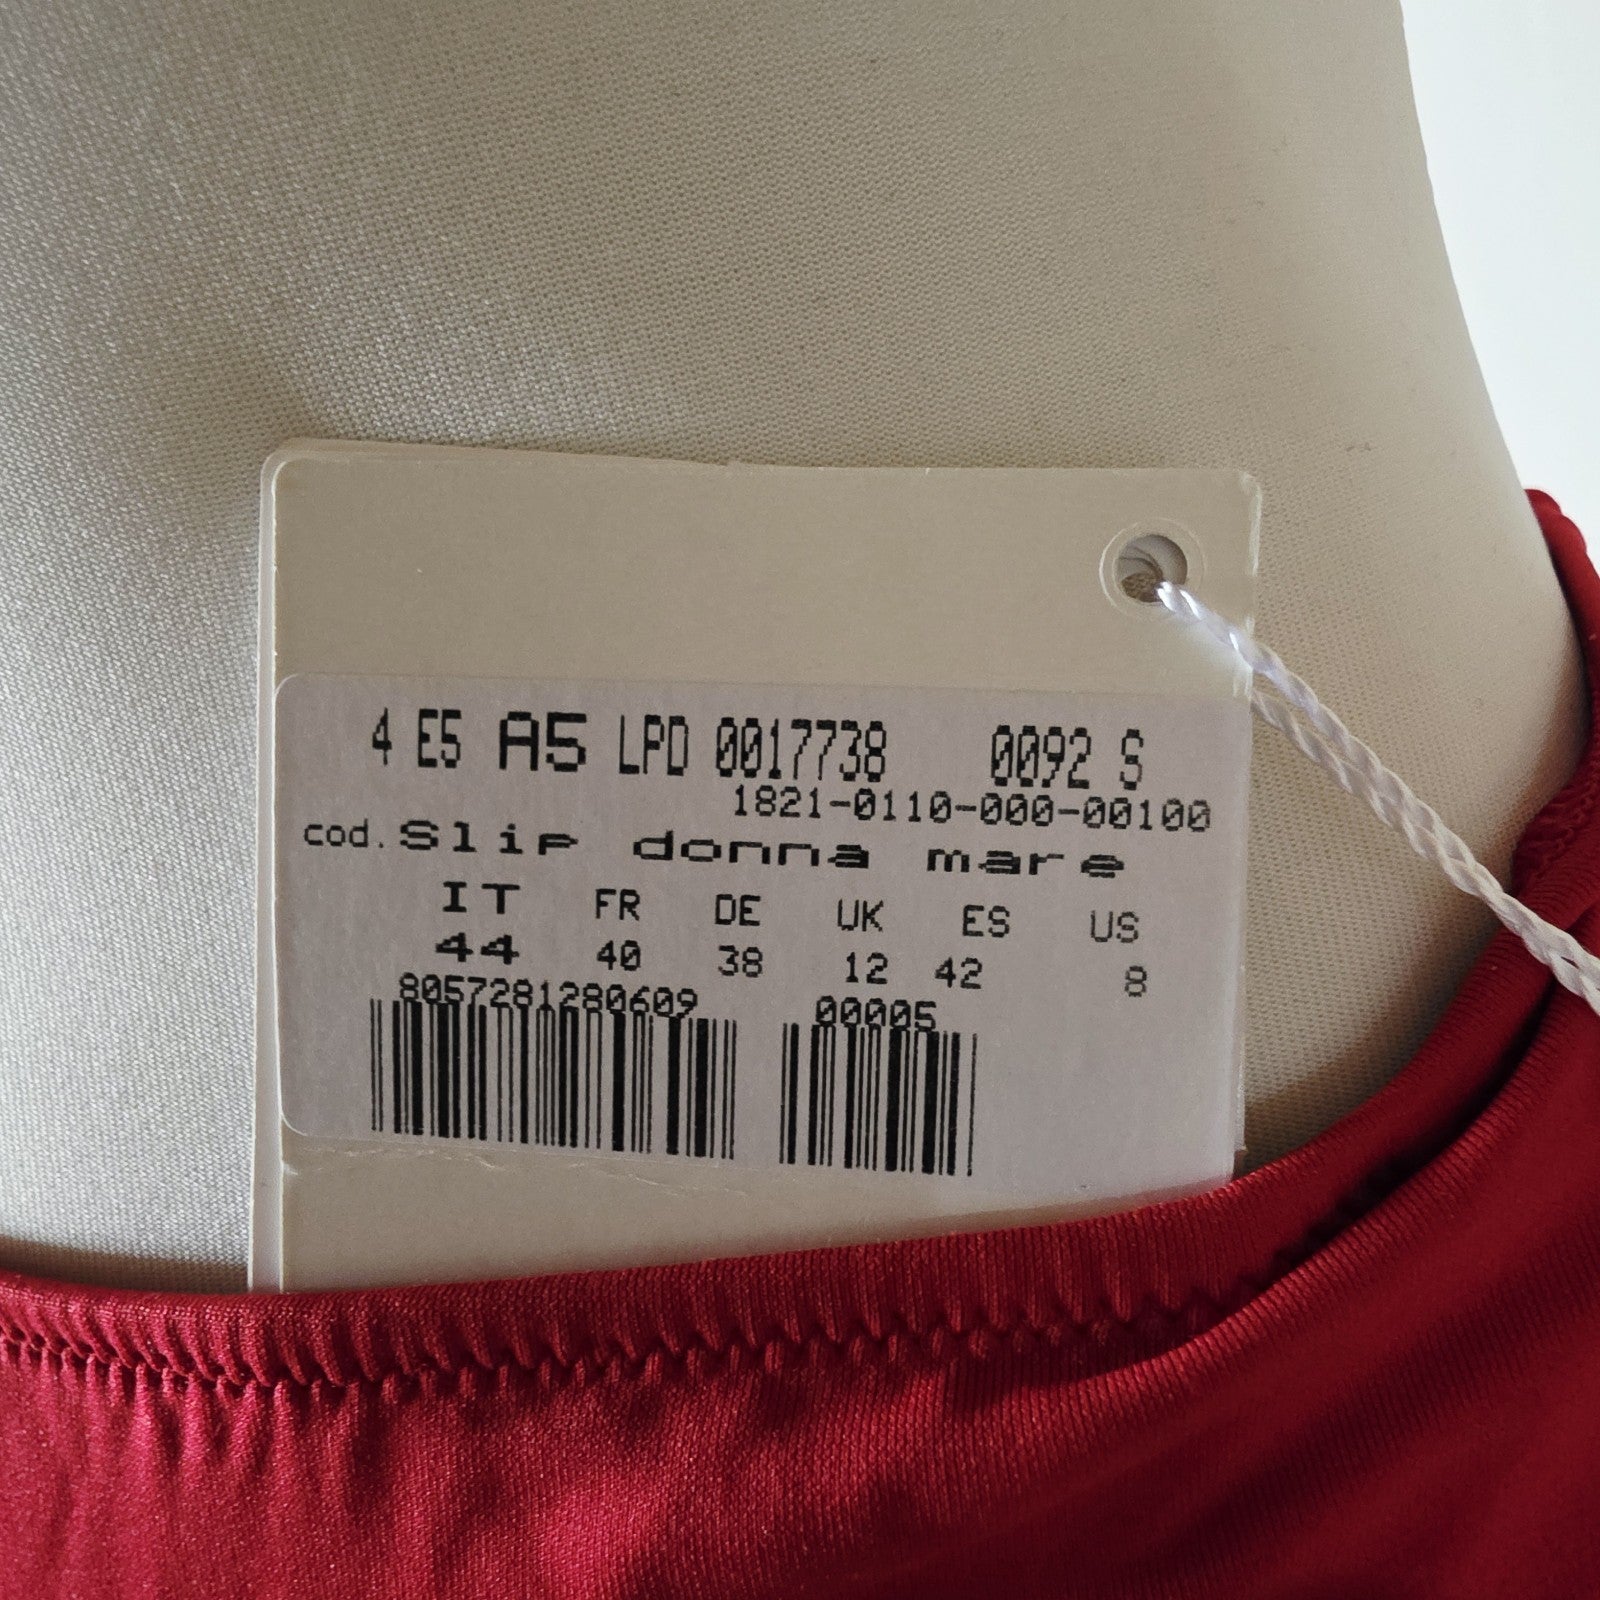 4 E5 A5 LPD 0017738 0092 S
1821-0110-000-00100
cod. Slip donna mare
IT FR DE UK ES US
44 40 38 12 42 8
8057281280609 00005